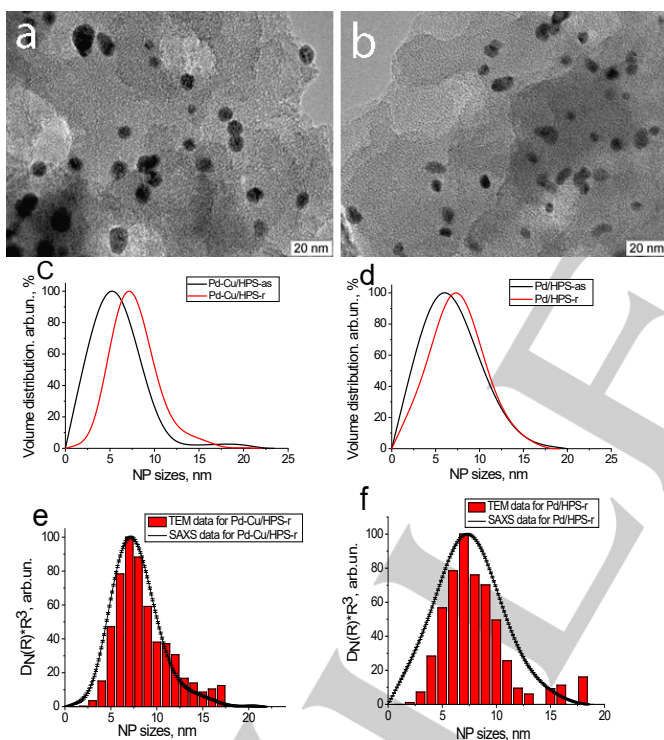 a
b
20 nm
20 nm
c
Pd-Cu/HPS-as
Pd-Cu/HPS-r
Volume distribution. arb.un., %
100
80
60
40
20
0
0 5 10 15 20 25
NP sizes, nm
d
Pd/HPS-as
Pd/HPS-r
Volume distribution. arb.un., %
100
80
60
40
20
0
0 5 10 15 20 25
NP sizes, nm
e
TEM data for Pd-Cu/HPS-r
SAXS data for Pd-Cu/HPS-r
DN(R)*R³, arb.un.
100
80
60
40
20
0
0 5 10 15 20
NP sizes, nm
f
TEM data for Pd/HPS-r
SAXS data for Pd/HPS-r
DN(R)*R³, arb.un.
100
80
60
40
20
0
0 5 10 15 20
NP sizes, nm